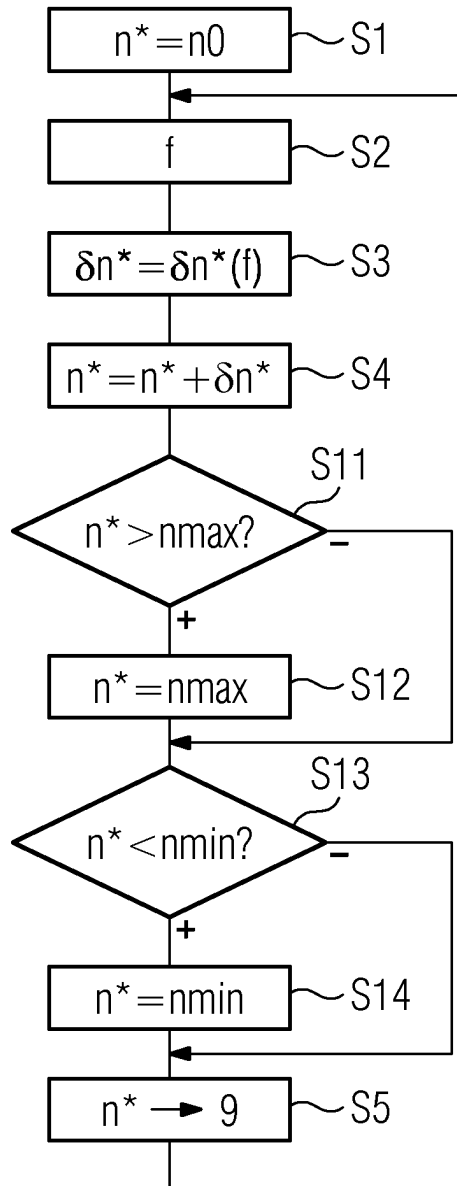 n*=n0 S1
f S2
δn*=δn*(f) S3
n*=n*+δn* S4
S11
n*>nmax?
−
+
n*=nmax S12
S13
n*<nmin?
−
+
n*=nmin S14
n* → 9 S5